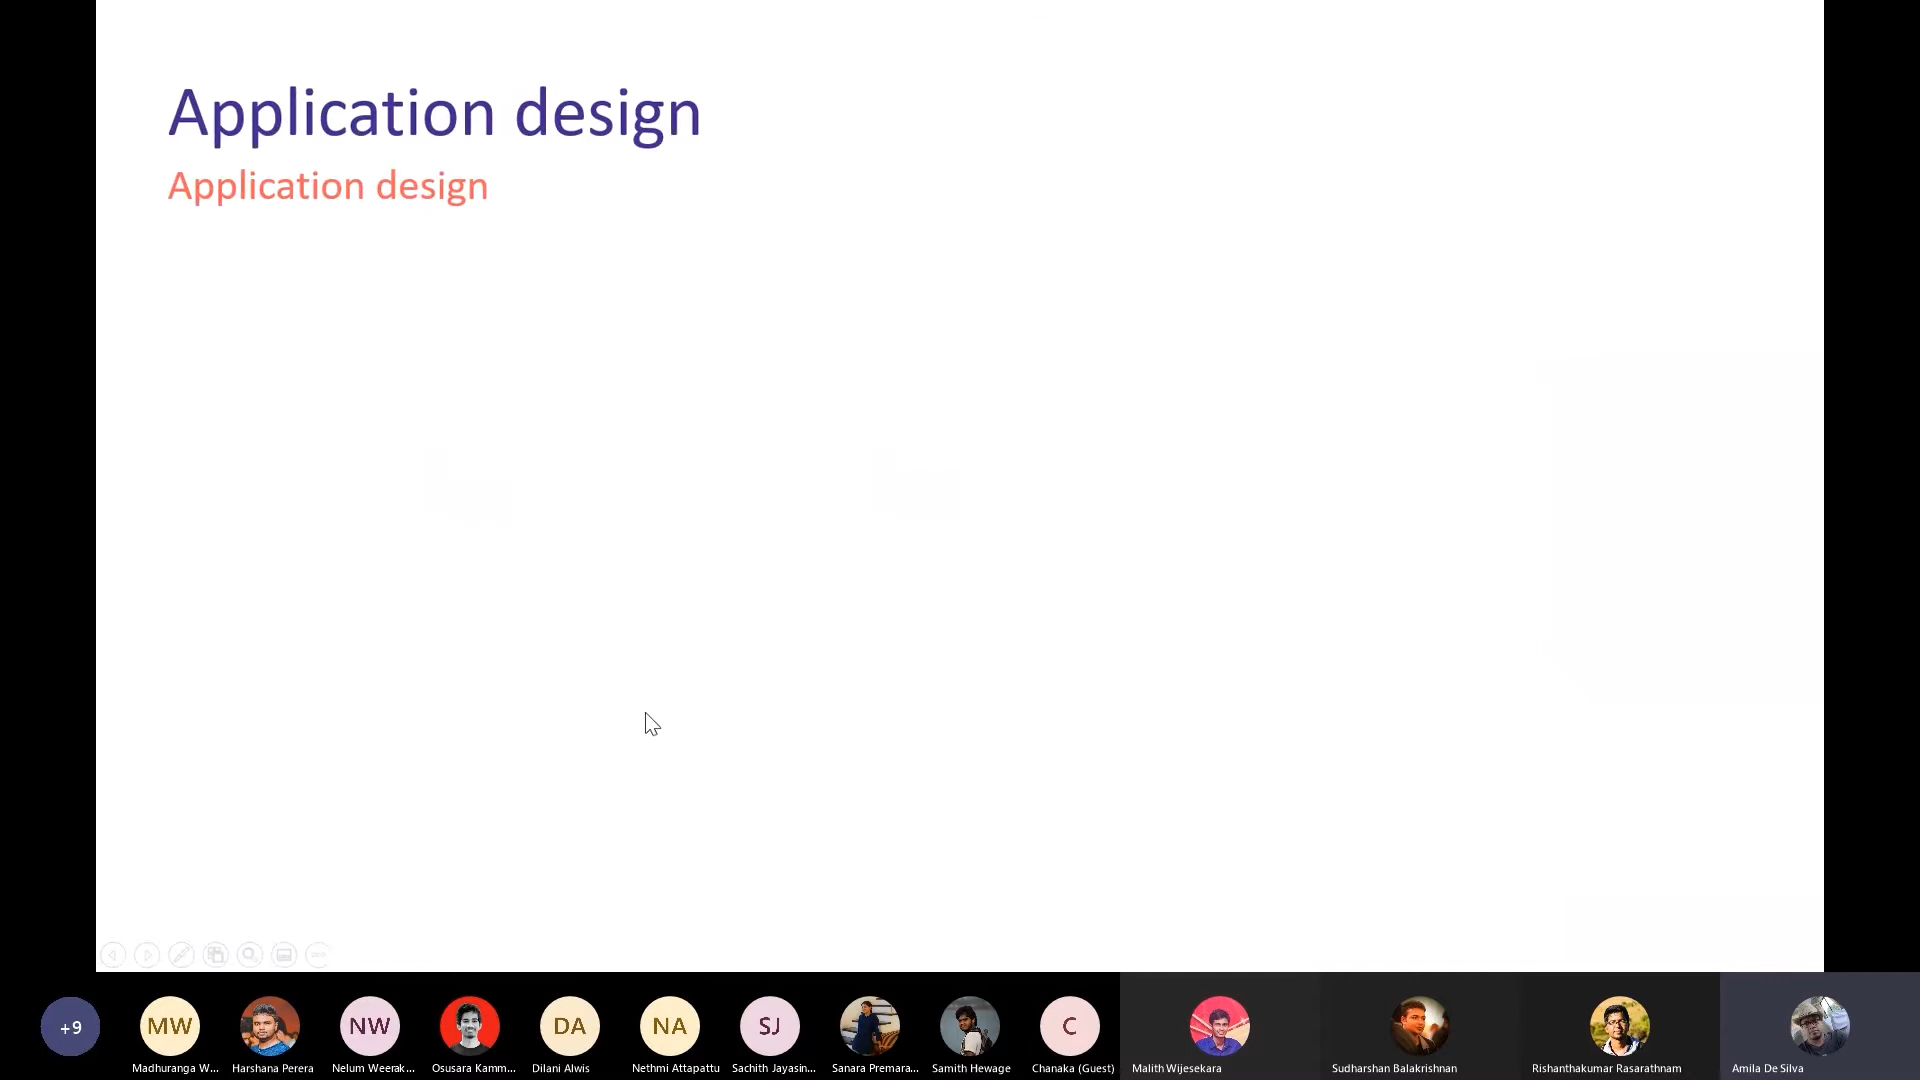 Application design
Application design
+9
MW
NW
DA
NA
SJ
C
Madhuranga W...
Harshana Perera
Nelum Weerak...
Osusara Kamm...
Dilani Alwis
Nethmi Attapattu
Sachith Jayasin...
Sanara Premara...
Samith Hewage
Chanaka (Guest)
Malith Wijesekara
Sudharshan Balakrishnan
Rishanthakumar Rasarathnam
Amila De Silva